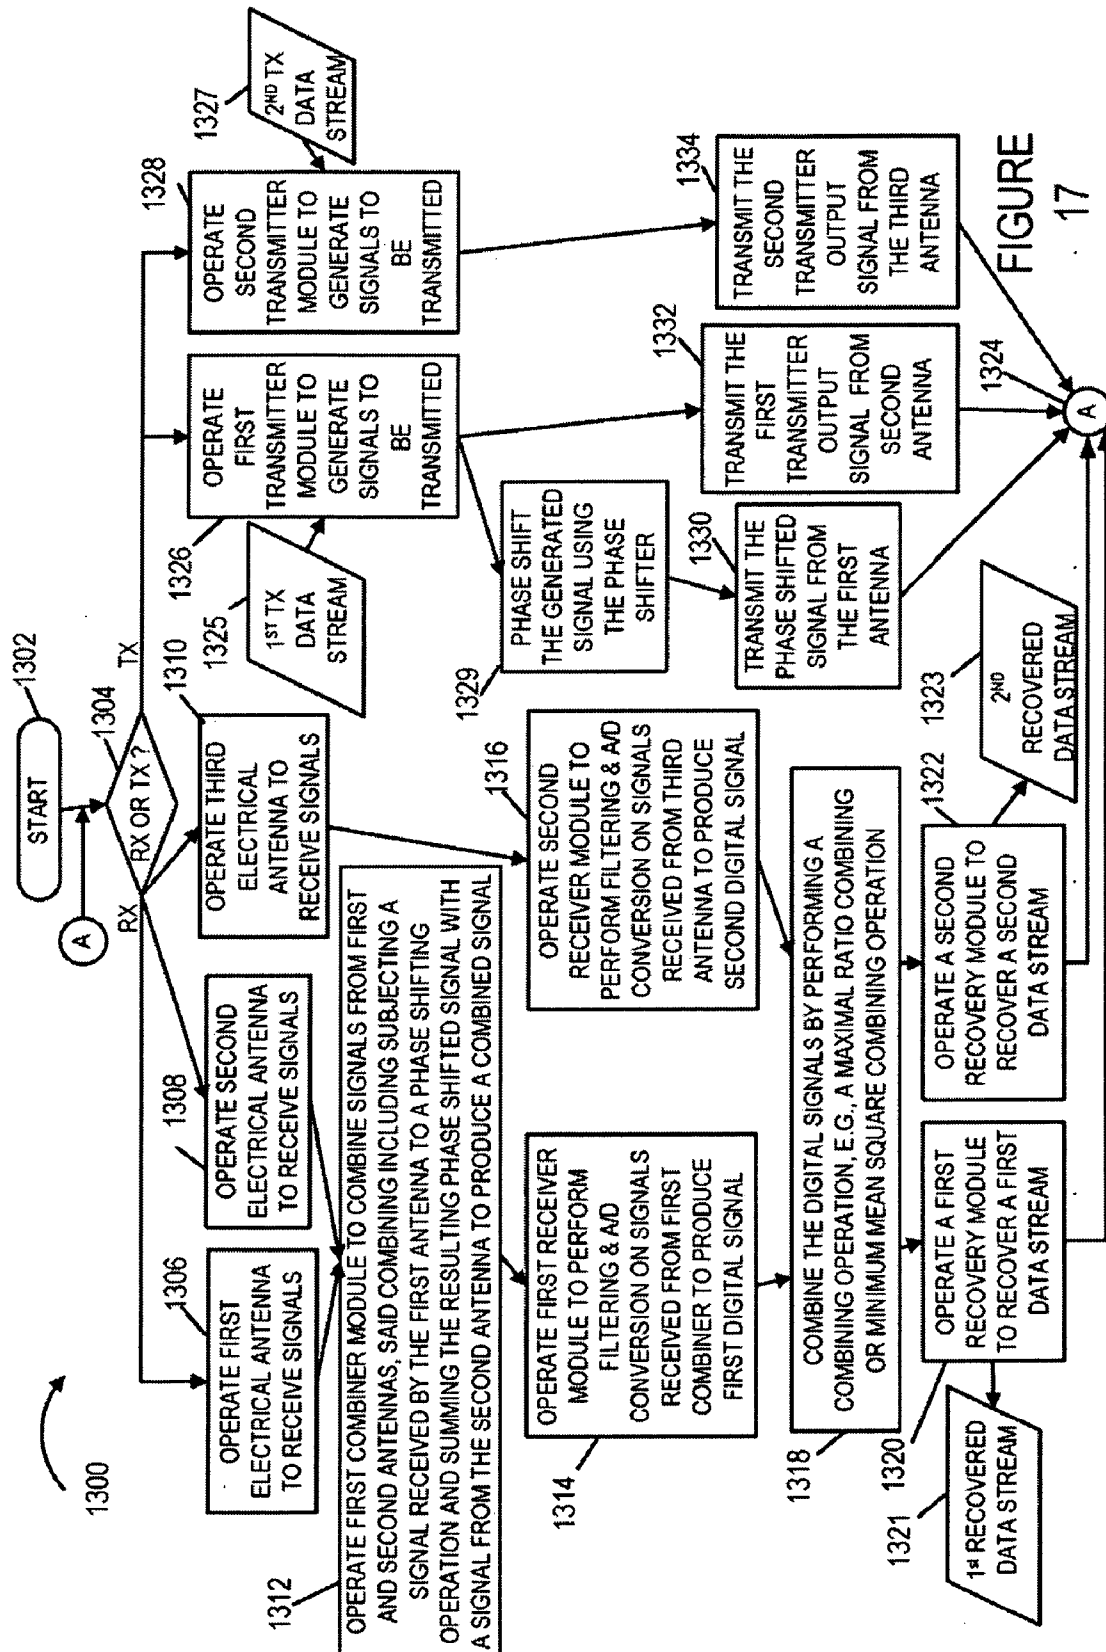 1300
START
1302
A
RX OR TX ?
1304
RX
TX
1306
OPERATE FIRST
ELECTRICAL ANTENNA
TO RECEIVE SIGNALS
1308
OPERATE SECOND
ELECTRICAL ANTENNA
TO RECEIVE SIGNALS
1310
OPERATE THIRD
ELECTRICAL
ANTENNA TO
RECEIVE SIGNALS
1312
OPERATE FIRST COMBINER MODULE TO COMBINE SIGNALS FROM FIRST
AND SECOND ANTENNAS, SAID COMBINING INCLUDING SUBJECTING A
SIGNAL RECEIVED BY THE FIRST ANTENNA TO A PHASE SHIFTING
OPERATION AND SUMMING THE RESULTING PHASE SHIFTED SIGNAL WITH
A SIGNAL FROM THE SECOND ANTENNA TO PRODUCE A COMBINED SIGNAL
1314
OPERATE FIRST RECEIVER
MODULE TO PERFORM
FILTERING & A/D
CONVERSION ON SIGNALS
RECEIVED FROM FIRST
COMBINER TO PRODUCE
FIRST DIGITAL SIGNAL
1316
OPERATE SECOND
RECEIVER MODULE TO
PERFORM FILTERING & A/D
CONVERSION ON SIGNALS
RECEIVED FROM THIRD
ANTENNA TO PRODUCE
SECOND DIGITAL SIGNAL
1318
COMBINE THE DIGITAL SIGNALS BY PERFORMING A
COMBINING OPERATION, E.G., A MAXIMAL RATIO COMBINING
OR MINIMUM MEAN SQUARE COMBINING OPERATION
1320
OPERATE A FIRST
RECOVERY MODULE
TO RECOVER A FIRST
DATA STREAM
1321
1st RECOVERED
DATA STREAM
1322
OPERATE A SECOND
RECOVERY MODULE TO
RECOVER A SECOND
DATA STREAM
1323
2ND
RECOVERED
DATA STREAM
1325
1ST TX
DATA
STREAM
1326
OPERATE
FIRST
TRANSMITTER
MODULE TO
GENERATE
SIGNALS TO
BE
TRANSMITTED
1327
2ND TX
DATA
STREAM
1328
OPERATE
SECOND
TRANSMITTER
MODULE TO
GENERATE
SIGNALS TO
BE
TRANSMITTED
1329
PHASE SHIFT
THE GENERATED
SIGNAL USING
THE PHASE
SHIFTER
1330
TRANSMIT THE
PHASE SHIFTED
SIGNAL FROM
THE FIRST
ANTENNA
1332
TRANSMIT THE
FIRST
TRANSMITTER
OUTPUT
SIGNAL FROM
SECOND
ANTENNA
1334
TRANSMIT THE
SECOND
TRANSMITTER
OUTPUT
SIGNAL FROM
THE THIRD
ANTENNA
1324
A
FIGURE
17